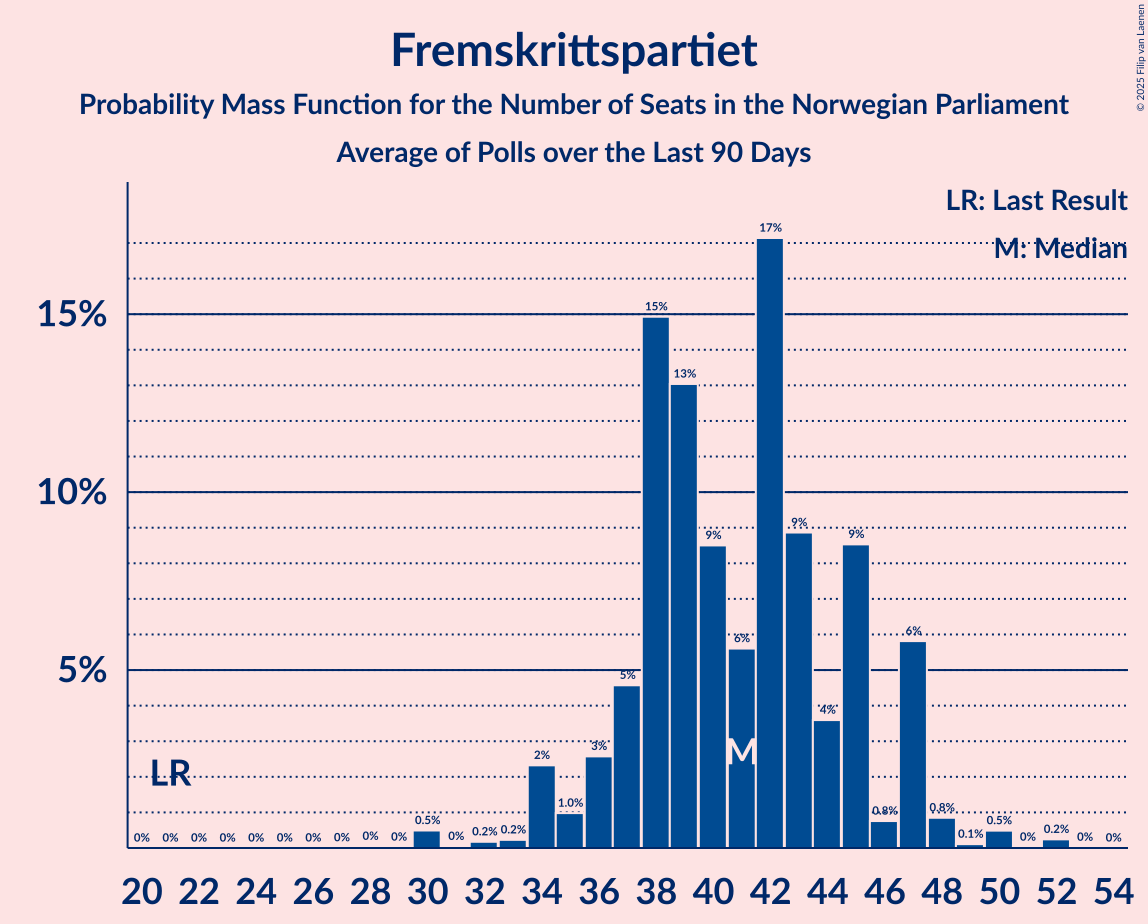 Fremskrittspartiet
Probability Mass Function for the Number of Seats in the Norwegian Parliament
Average of Polls over the Last 90 Days
© 2025 Filip van Laenen
LR: Last Result
M: Median
15%
10%
5%
LR
M
0% 0% 0% 0% 0% 0% 0% 0% 0% 0% 0.5% 0% 0.2% 0.2% 2% 1.0% 3% 5% 15% 13% 9% 6% 17% 9% 4% 9% 0.8% 6% 0.8% 0.1% 0.5% 0% 0.2% 0% 0%
20 22 24 26 28 30 32 34 36 38 40 42 44 46 48 50 52 54